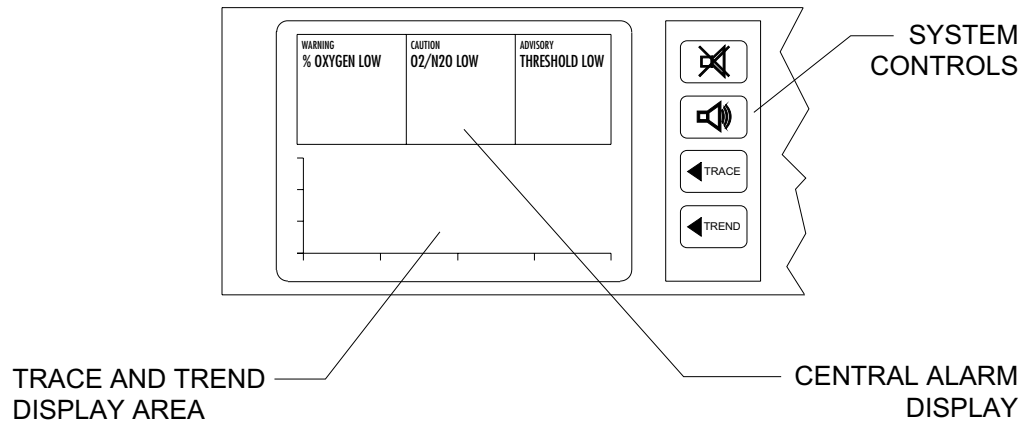 WARNING
% OXYGEN LOW
CAUTION
O2/N2O LOW
ADVISORY
THRESHOLD LOW
SYSTEM
CONTROLS
TRACE
TREND
TRACE AND TREND
DISPLAY AREA
CENTRAL ALARM
DISPLAY